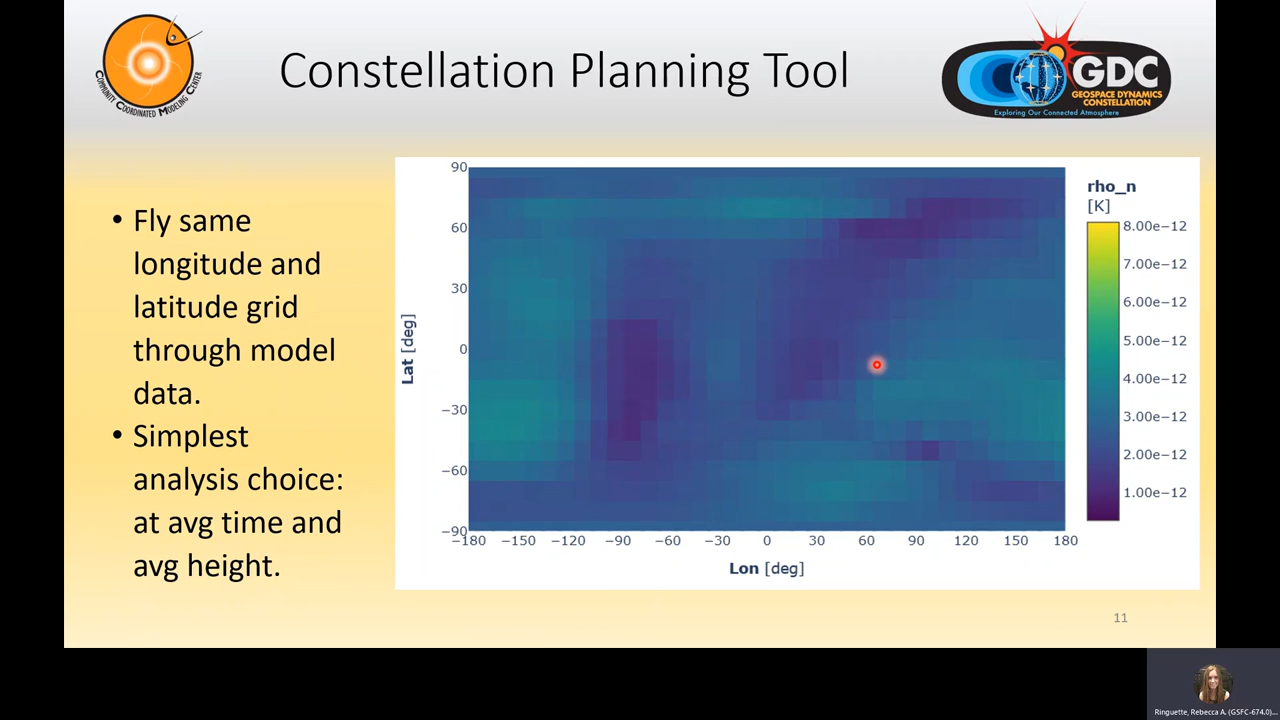 COMMUNITY COORDINATED MODELING CENTER
Constellation Planning Tool
GDC
GEOSPACE DYNAMICS
CONSTELLATION
Exploring Our Connected Atmosphere
• Fly same
longitude and
latitude grid
through model
data.
• Simplest
analysis choice:
at avg time and
avg height.
90
60
30
0
−30
−60
−90
Lat [deg]
−180 −150 −120 −90 −60 −30 0 30 60 90 120 150 180
Lon [deg]
rho_n
[K]
8.00e−12
7.00e−12
6.00e−12
5.00e−12
4.00e−12
3.00e−12
2.00e−12
1.00e−12
11
Ringuette, Rebecca A. (GSFC-674.0)...